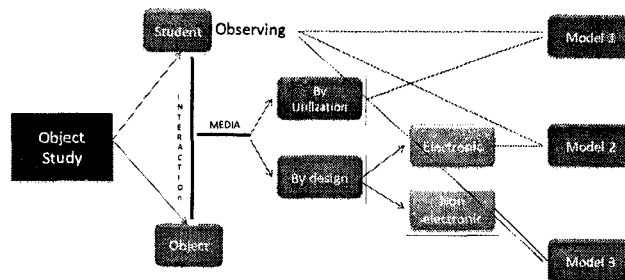 Student Observing
Model 1
INTERACTION
By
Utilization
MEDIA
Object
Study
Electronic
Model 2
By design
Non
electronic
Object
Model 3